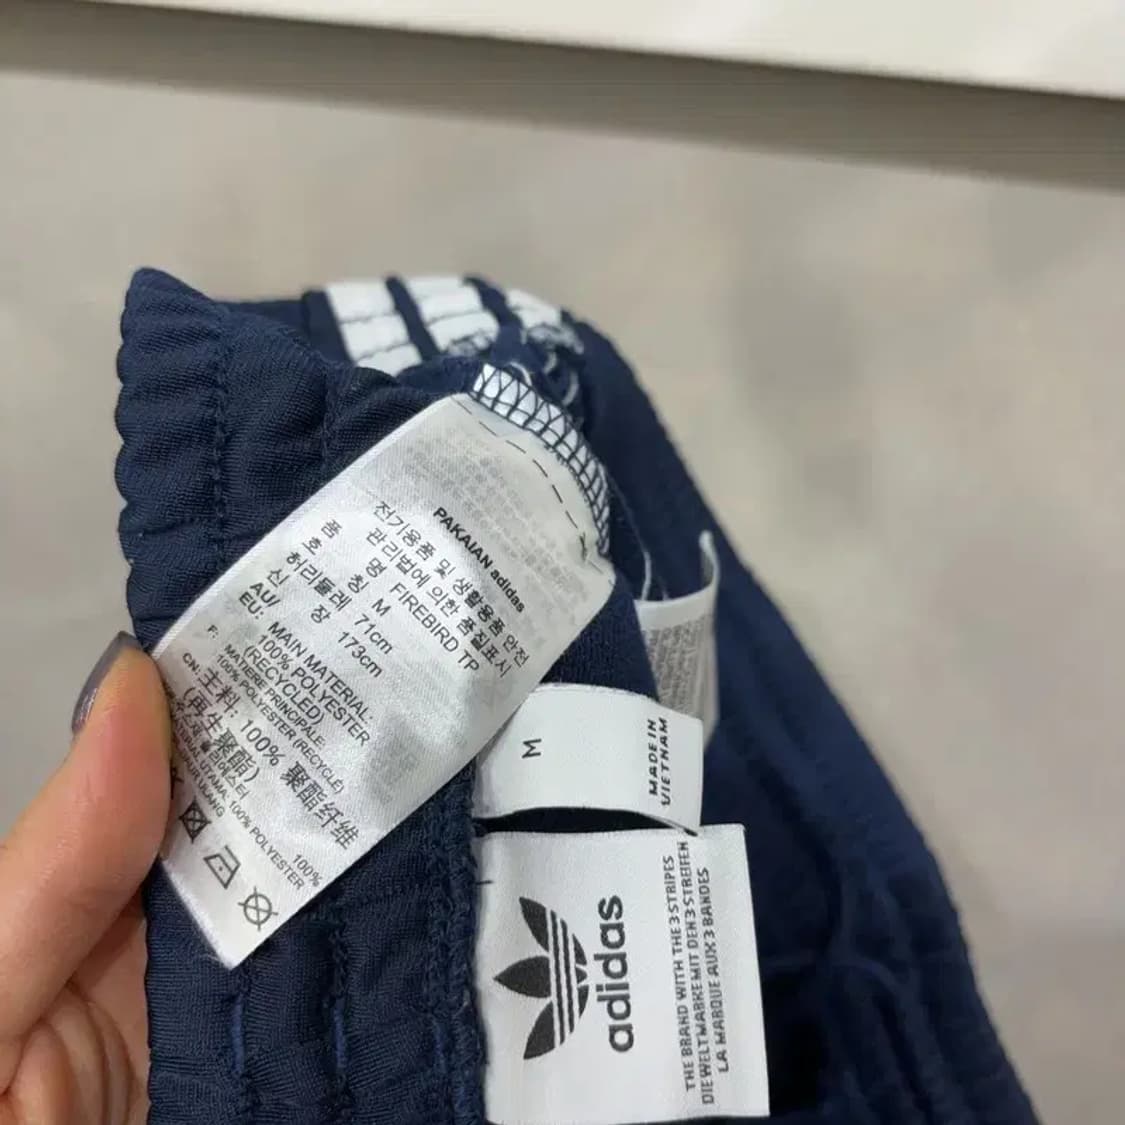 PAKAIAN adidas
전기용품 및 생활용품 안전
관리법에 의한 품질표시
품 명 FIREBIRD TP
호 칭 M
허리둘레 71cm
신 장 173cm
AU/
EU: MAIN MATERIAL:
100% POLYESTER
(RECYCLED)
F: MATIERE PRINCIPALE
100% POLYESTER (RECYCLÉ)
CN: 主料: 100% 聚酯纤维
(再生聚酯)
100%
UTAMA: 100% POLYESTER
M
MADE IN
VIETNAM
adidas
THE BRAND WITH THE 3 STRIPES
DIE WELTMARKE MIT DEN 3 STREIFEN
LA MARQUE AUX 3 BANDES